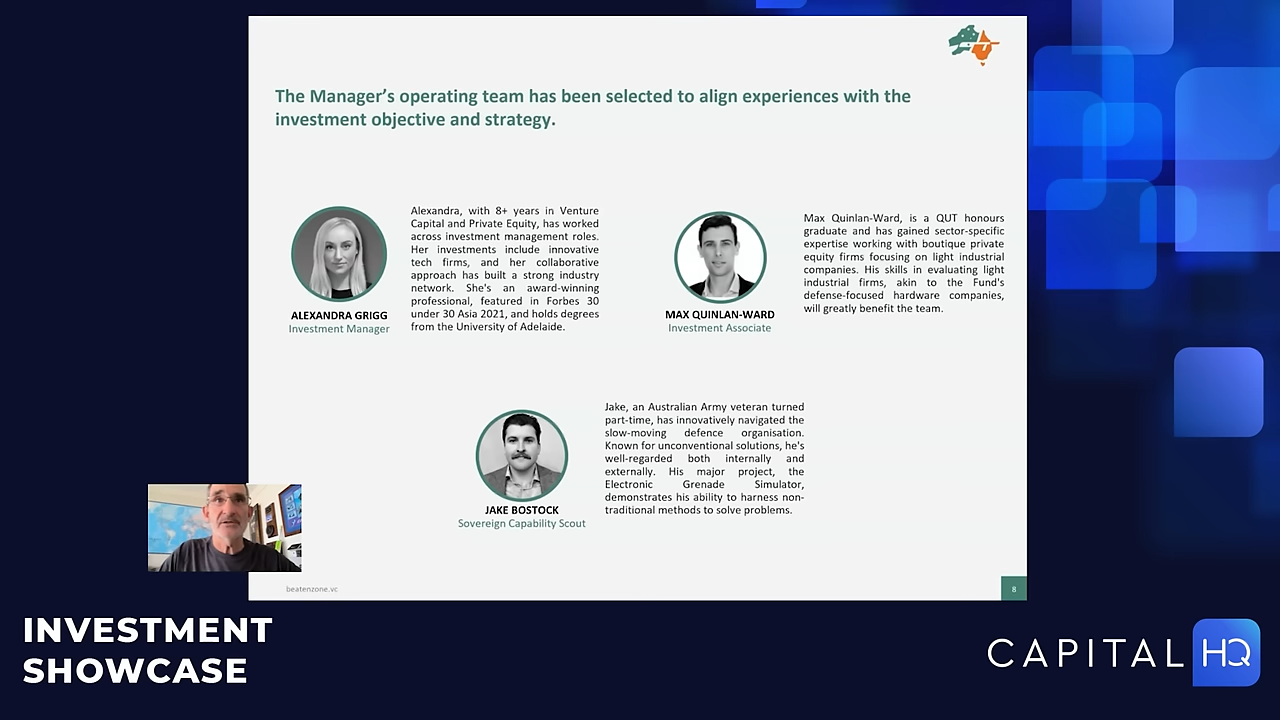 The Manager's operating team has been selected to align experiences with the
investment objective and strategy.
Alexandra, with 8+ years in Venture
Capital and Private Equity, has worked
across investment management roles.
Her investments include innovative
tech firms, and her collaborative
approach has built a strong industry
network. She's an award-winning
professional, featured in Forbes 30
under 30 Asia 2021, and holds degrees
from the University of Adelaide.
ALEXANDRA GRIGG
Investment Manager
Max Quinlan-Ward, is a QUT honours
graduate and has gained sector-specific
expertise working with boutique private
equity firms focusing on light industrial
companies. His skills in evaluating light
industrial firms, akin to the Fund's
defense-focused hardware companies,
will greatly benefit the team.
MAX QUINLAN-WARD
Investment Associate
Jake, an Australian Army veteran turned
part-time, has innovatively navigated the
slow-moving defence organisation.
Known for unconventional solutions, he's
well-regarded both internally and
externally. His major project, the
Electronic Grenade Simulator,
demonstrates his ability to harness non-
traditional methods to solve problems.
JAKE BOSTOCK
Sovereign Capability Scout
beatenzone.vc
8
INVESTMENT
SHOWCASE
CAPITAL HQ